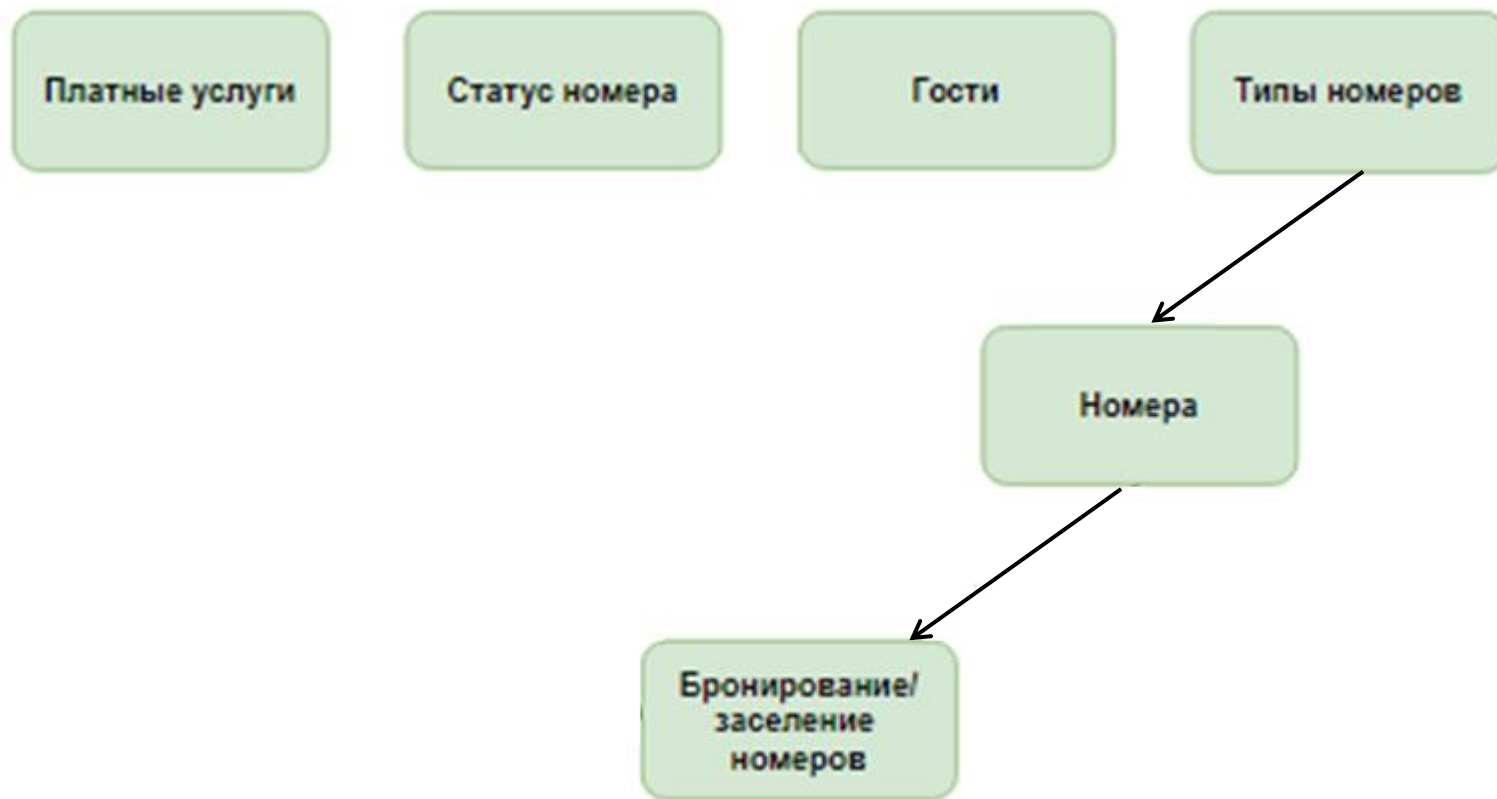 Платные услуги
Статус номера
Гости
Типы номеров
Номера
Бронирование/
заселение
номеров